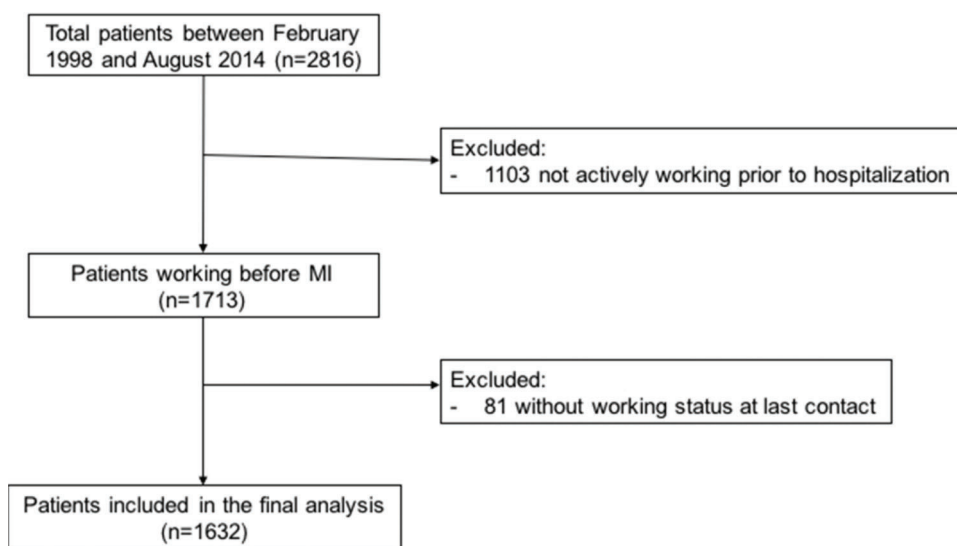 Total patients between February
1998 and August 2014 (n=2816)
Excluded:
- 1103 not actively working prior to hospitalization
Patients working before MI
(n=1713)
Excluded:
- 81 without working status at last contact
Patients included in the final analysis
(n=1632)